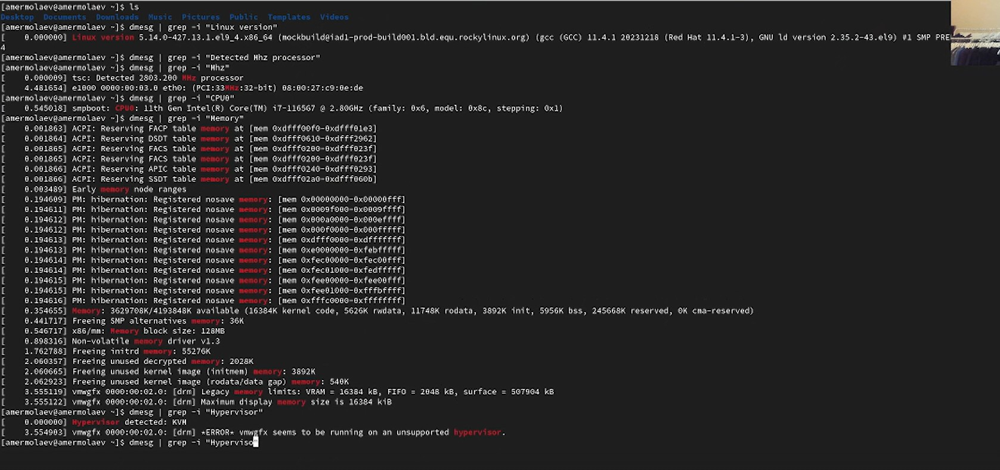 [amermolaev@amermolaev ~]$ ls
Desktop Documents Downloads Music Pictures Public Templates Videos
[amermolaev@amermolaev ~]$ dmesg | grep -i "Linux version"
[    0.000000] Linux version 5.14.0-427.13.1.el9_4.x86_64 (mockbuild@iad1-prod-build001.bld.equ.rockylinux.org) (gcc (GCC) 11.4.1 20231218 (Red Hat 11.4.1-3), GNU ld version 2.35.2-43.el9) #1 SMP PRE
4
[amermolaev@amermolaev ~]$ dmesg | grep -i "Detected Mhz processor"
[amermolaev@amermolaev ~]$ dmesg | grep -i "Mhz"
[    0.000009] tsc: Detected 2803.200 MHz processor
[    4.481654] e1000 0000:00:03.0 eth0: (PCI:33MHz:32-bit) 08:00:27:c9:0e:de
[amermolaev@amermolaev ~]$ dmesg | grep -i "CPU0"
[    0.545018] smpboot: CPU0: 11th Gen Intel(R) Core(TM) i7-1165G7 @ 2.80GHz (family: 0x6, model: 0x8c, stepping: 0x1)
[amermolaev@amermolaev ~]$ dmesg | grep -i "Memory"
[    0.001863] ACPI: Reserving FACP table memory at [mem 0xdfff00f0-0xdfff01e3]
[    0.001864] ACPI: Reserving DSDT table memory at [mem 0xdfff0610-0xdfff2962]
[    0.001865] ACPI: Reserving FACS table memory at [mem 0xdfff0200-0xdfff023f]
[    0.001865] ACPI: Reserving FACS table memory at [mem 0xdfff0200-0xdfff023f]
[    0.001866] ACPI: Reserving APIC table memory at [mem 0xdfff0240-0xdfff0293]
[    0.001866] ACPI: Reserving SSDT table memory at [mem 0xdfff02a0-0xdfff060b]
[    0.003489] Early memory node ranges
[    0.194609] PM: hibernation: Registered nosave memory: [mem 0x00000000-0x00000fff]
[    0.194611] PM: hibernation: Registered nosave memory: [mem 0x0009f000-0x0009ffff]
[    0.194612] PM: hibernation: Registered nosave memory: [mem 0x000a0000-0x000effff]
[    0.194612] PM: hibernation: Registered nosave memory: [mem 0x000f0000-0x000fffff]
[    0.194613] PM: hibernation: Registered nosave memory: [mem 0xdfff0000-0xdfffffff]
[    0.194613] PM: hibernation: Registered nosave memory: [mem 0xe0000000-0xfebfffff]
[    0.194614] PM: hibernation: Registered nosave memory: [mem 0xfec00000-0xfec00fff]
[    0.194614] PM: hibernation: Registered nosave memory: [mem 0xfec01000-0xfedfffff]
[    0.194615] PM: hibernation: Registered nosave memory: [mem 0xfee00000-0xfee00fff]
[    0.194615] PM: hibernation: Registered nosave memory: [mem 0xfee01000-0xfffbffff]
[    0.194616] PM: hibernation: Registered nosave memory: [mem 0xfffc0000-0xffffffff]
[    0.354655] Memory: 3629708K/4193848K available (16384K kernel code, 5626K rwdata, 11748K rodata, 3892K init, 5956K bss, 245668K reserved, 0K cma-reserved)
[    0.441717] Freeing SMP alternatives memory: 36K
[    0.546717] x86/mm: Memory block size: 128MB
[    0.898316] Non-volatile memory driver v1.3
[    1.762788] Freeing initrd memory: 55276K
[    2.060357] Freeing unused decrypted memory: 2028K
[    2.060665] Freeing unused kernel image (initmem) memory: 3892K
[    2.062923] Freeing unused kernel image (rodata/data gap) memory: 540K
[    3.555119] vmwgfx 0000:00:02.0: [drm] Legacy memory limits: VRAM = 16384 kB, FIFO = 2048 kB, surface = 507904 kB
[    3.555122] vmwgfx 0000:00:02.0: [drm] Maximum display memory size is 16384 kiB
[amermolaev@amermolaev ~]$ dmesg | grep -i "Hypervisor"
[    0.000000] Hypervisor detected: KVM
[    3.554903] vmwgfx 0000:00:02.0: [drm] *ERROR* vmwgfx seems to be running on an unsupported hypervisor.
[amermolaev@amermolaev ~]$ dmesg | grep -i "Hyperviso"